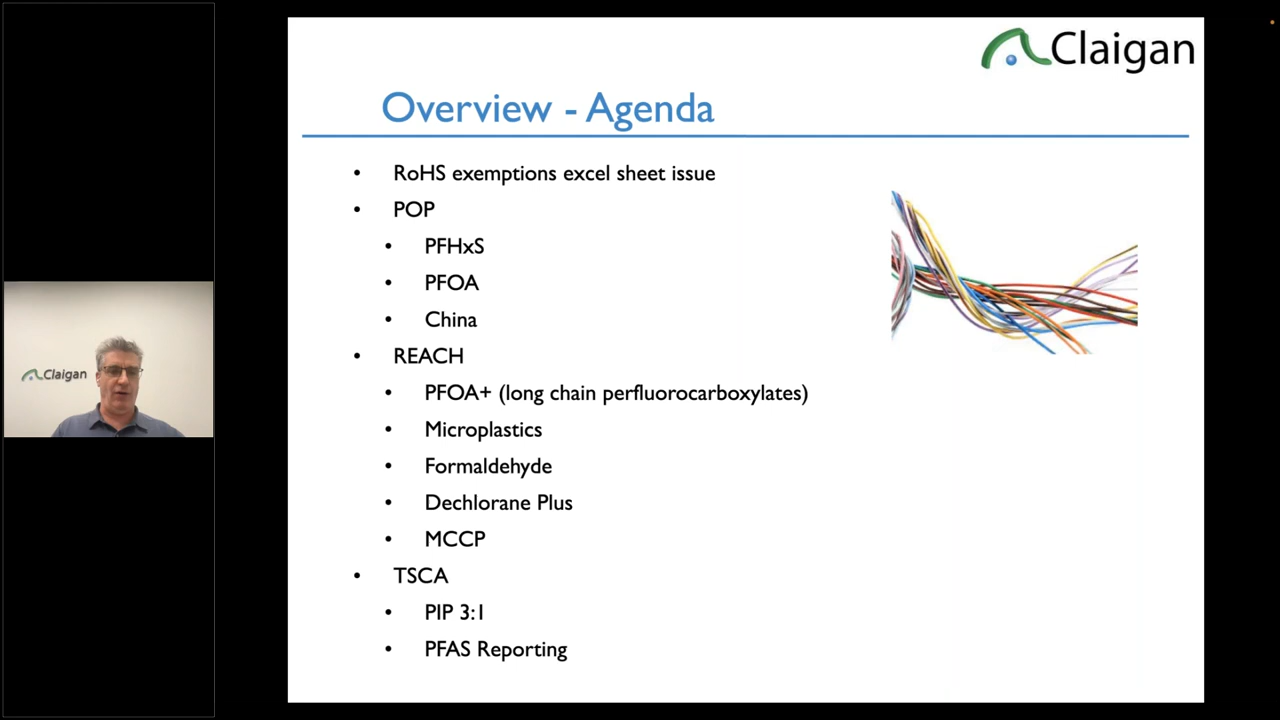 Claigan
Overview - Agenda
• RoHS exemptions excel sheet issue
• POP
• PFHxS
• PFOA
• China
• REACH
• PFOA+ (long chain perfluorocarboxylates)
• Microplastics
• Formaldehyde
• Dechlorane Plus
• MCCP
• TSCA
• PIP 3:1
• PFAS Reporting
Claigan